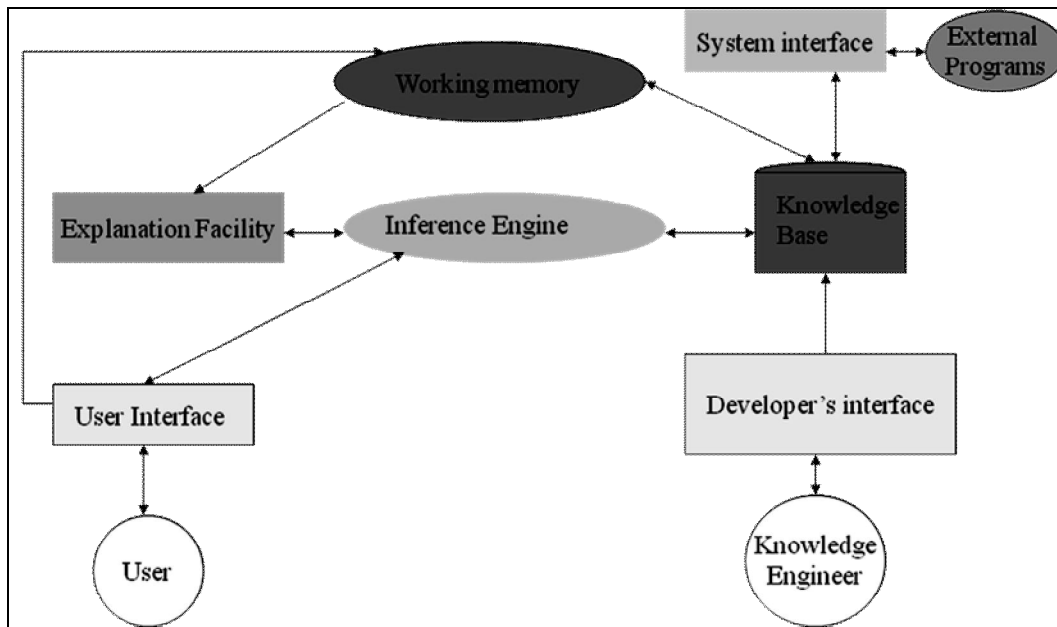 System interface
External
Programs
Working memory
Explanation Facility
Inference Engine
Knowledge
Base
User Interface
Developer's interface
User
Knowledge
Engineer